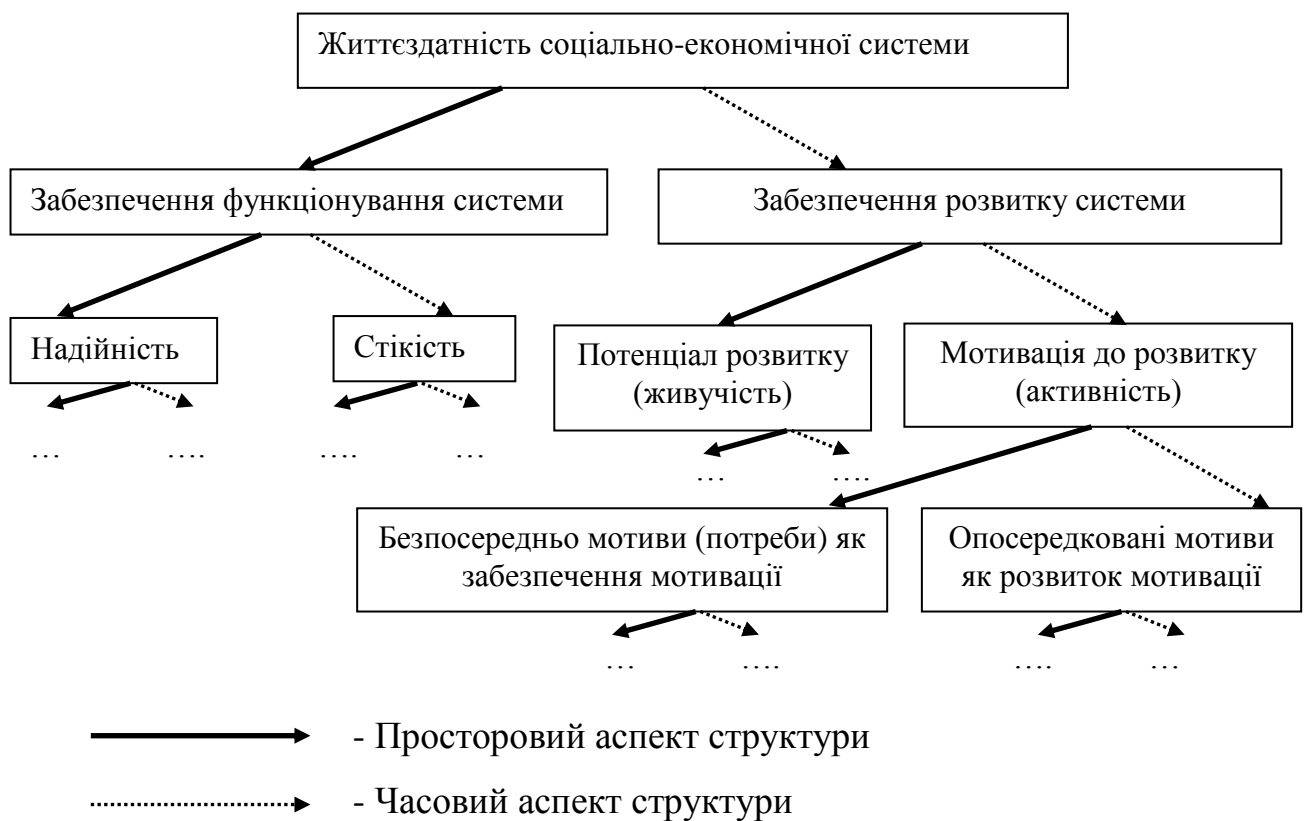 Життєздатність соціально-економічної системи
Забезпечення функціонування системи
Забезпечення розвитку системи
Надійність
Стікість
Потенціал розвитку
(живучість)
Мотивація до розвитку
(активність)
… …. …. …
… ….
Безпосередньо мотиви (потреби) як
забезпечення мотивації
Опосередковані мотиви
як розвиток мотивації
… …. …. …
- Просторовий аспект структури
- Часовий аспект структури